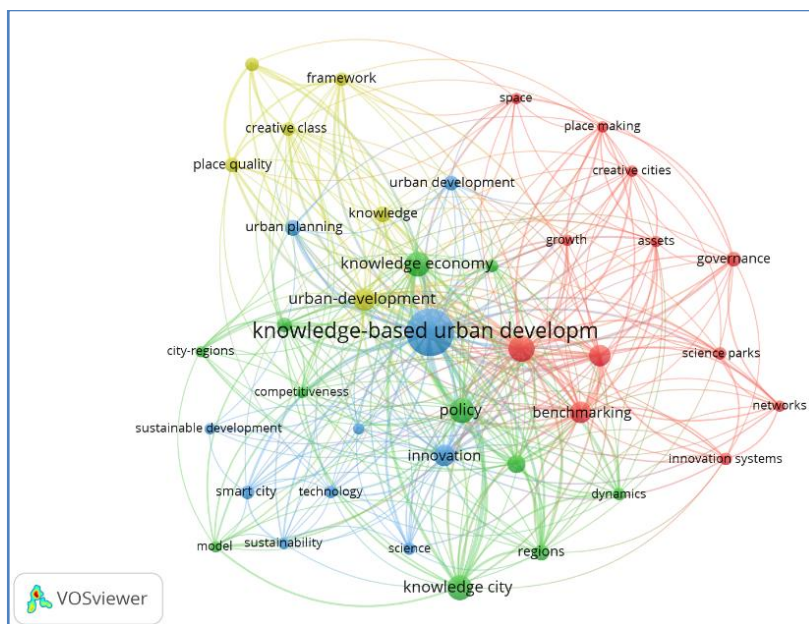 framework
creative class
place quality
space
place making
creative cities
urban development
urban planning
knowledge
growth
assets
governance
knowledge economy
urban-development
knowledge-based urban developm
city-regions
science parks
competitiveness
policy
benchmarking
networks
sustainable development
innovation
innovation systems
smart city
technology
dynamics
model
sustainability
science
regions
knowledge city
VOSviewer